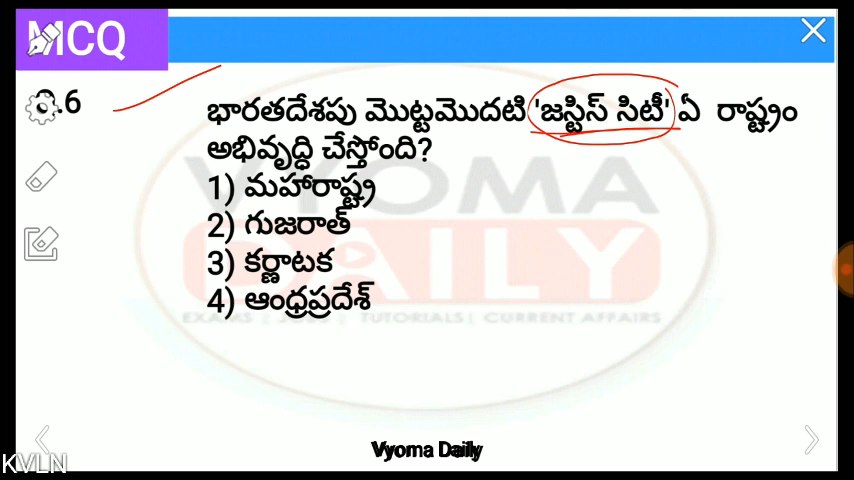 MCQ
Q.6
భారతదేశపు మొట్టమొదటి 'జస్టిస్ సిటీ' ఏ రాష్ట్రం
అభివృద్ధి చేస్తోంది?
1) మహారాష్ట్ర
2) గుజరాత్
3) కర్ణాటక
4) ఆంధ్రప్రదేశ్
VYOMA
DAILY
EXAMS | JOBS | TUTORIALS | CURRENT AFFAIRS
Vyoma Daily
KVLN